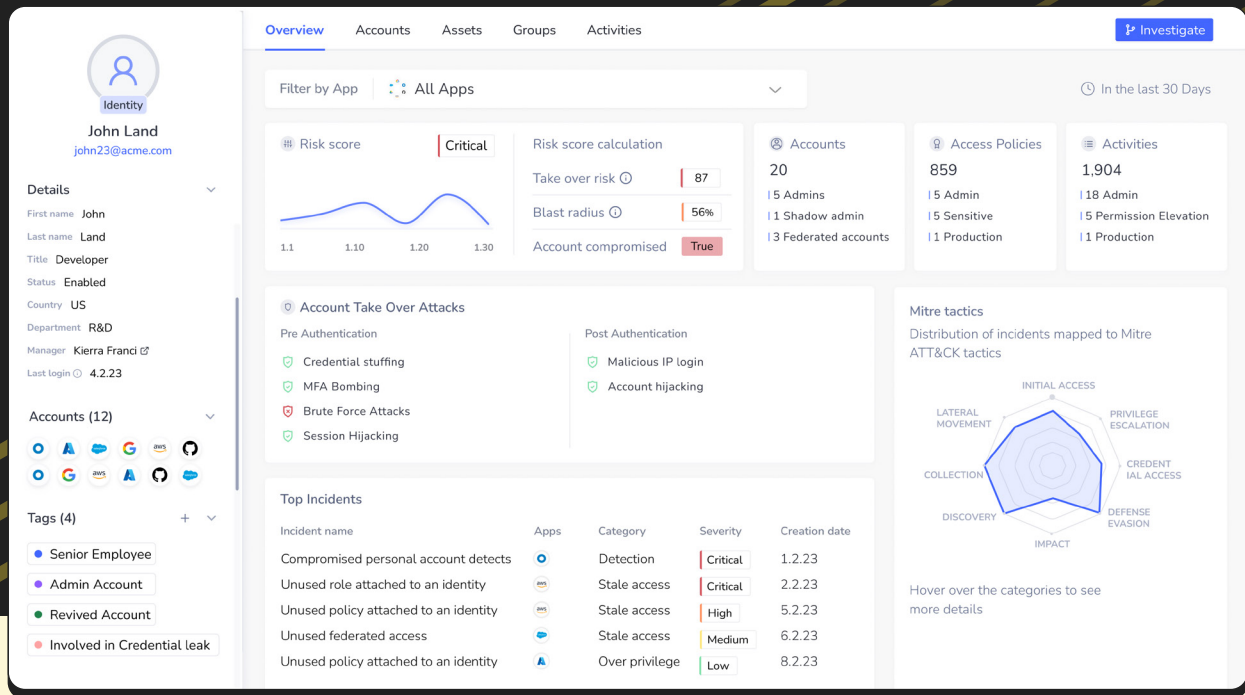 Identity
John Land
john23@acme.com
Details
First name John
Last name Land
Title Developer
Status Enabled
Country US
Department R&D
Manager Kierra Franci
Last login 4.2.23
Accounts (12)
aws
aws
Tags (4) +
Senior Employee
Admin Account
Revived Account
Involved in Credential leak
Overview Accounts Assets Groups Activities
Investigate
Filter by App All Apps
In the last 30 Days
Risk score Critical
1.1 1.10 1.20 1.30
Risk score calculation
Take over risk 87
Blast radius 56%
Account compromised True
Accounts
20
5 Admins
1 Shadow admin
3 Federated accounts
Access Policies
859
5 Admin
5 Sensitive
1 Production
Activities
1,904
18 Admin
5 Permission Elevation
1 Production
Account Take Over Attacks
Pre Authentication
Credential stuffing
MFA Bombing
Brute Force Attacks
Session Hijacking
Post Authentication
Malicious IP login
Account hijacking
Mitre tactics
Distribution of incidents mapped to Mitre
ATT&CK tactics
INITIAL ACCESS
PRIVILEGE
ESCALATION
CREDENT
IAL ACCESS
DEFENSE
EVASION
IMPACT
DISCOVERY
COLLECTION
LATERAL
MOVEMENT
Hover over the categories to see
more details
Top Incidents
Incident name Apps Category Severity Creation date
Compromised personal account detects Detection Critical 1.2.23
Unused role attached to an identity aws Stale access Critical 2.2.23
Unused policy attached to an identity aws Stale access High 5.2.23
Unused federated access Stale access Medium 6.2.23
Unused policy attached to an identity Over privilege Low 8.2.23